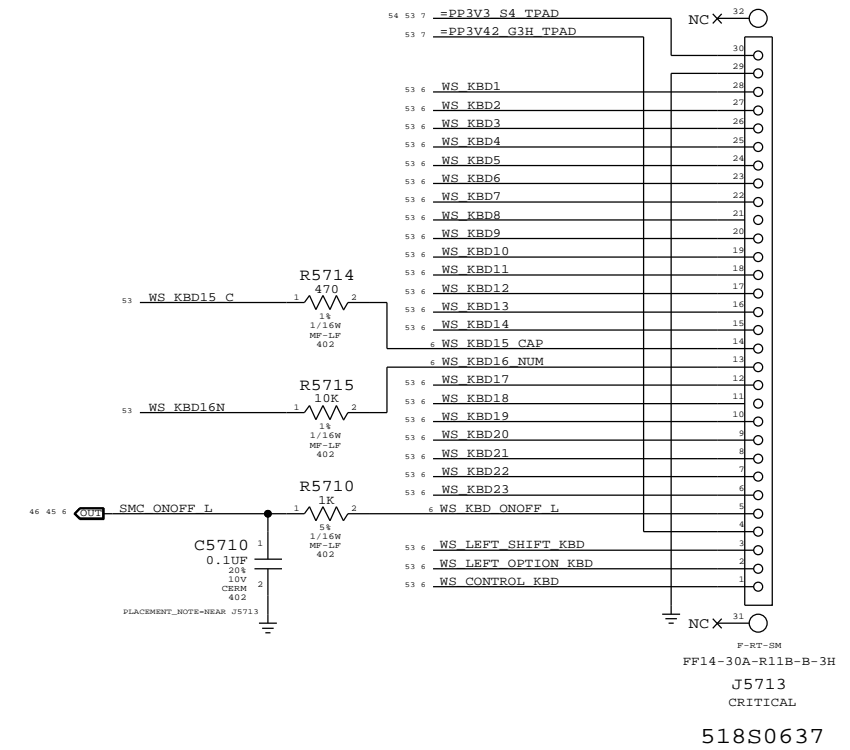 54 53 7 =PP3V3_S4_TPAD
NC 32
53 7 =PP3V42_G3H_TPAD
30
29
53 6 WS_KBD1 28
53 6 WS_KBD2 27
53 6 WS_KBD3 26
53 6 WS_KBD4 25
53 6 WS_KBD5 24
53 6 WS_KBD6 23
53 6 WS_KBD7 22
53 6 WS_KBD8 21
53 6 WS_KBD9 20
53 6 WS_KBD10 19
53 6 WS_KBD11 18
53 6 WS_KBD12 17
53 6 WS_KBD13 16
53 6 WS_KBD14 15
6 WS_KBD15_CAP 14
6 WS_KBD16_NUM 13
53 6 WS_KBD17 12
53 6 WS_KBD18 11
53 6 WS_KBD19 10
53 6 WS_KBD20 9
53 6 WS_KBD21 8
53 6 WS_KBD22 7
53 6 WS_KBD23 6
6 WS_KBD_ONOFF_L 5
4
53 6 WS_LEFT_SHIFT_KBD 3
53 6 WS_LEFT_OPTION_KBD 2
53 6 WS_CONTROL_KBD 1
NC 31
F-RT-SM
FF14-30A-R11B-B-3H
J5713
CRITICAL
518S0637
R5714
470
53 WS_KBD15_C 1 2
1%
1/16W
MF-LF
402
R5715
10K
53 WS_KBD16N 1 2
1%
1/16W
MF-LF
402
R5710
1K
46 45 6 OUT SMC_ONOFF_L 1 2
5%
1/16W
MF-LF
402
C5710 1
0.1UF
20%
10V
CERM 2
402
PLACEMENT_NOTE=NEAR J5713